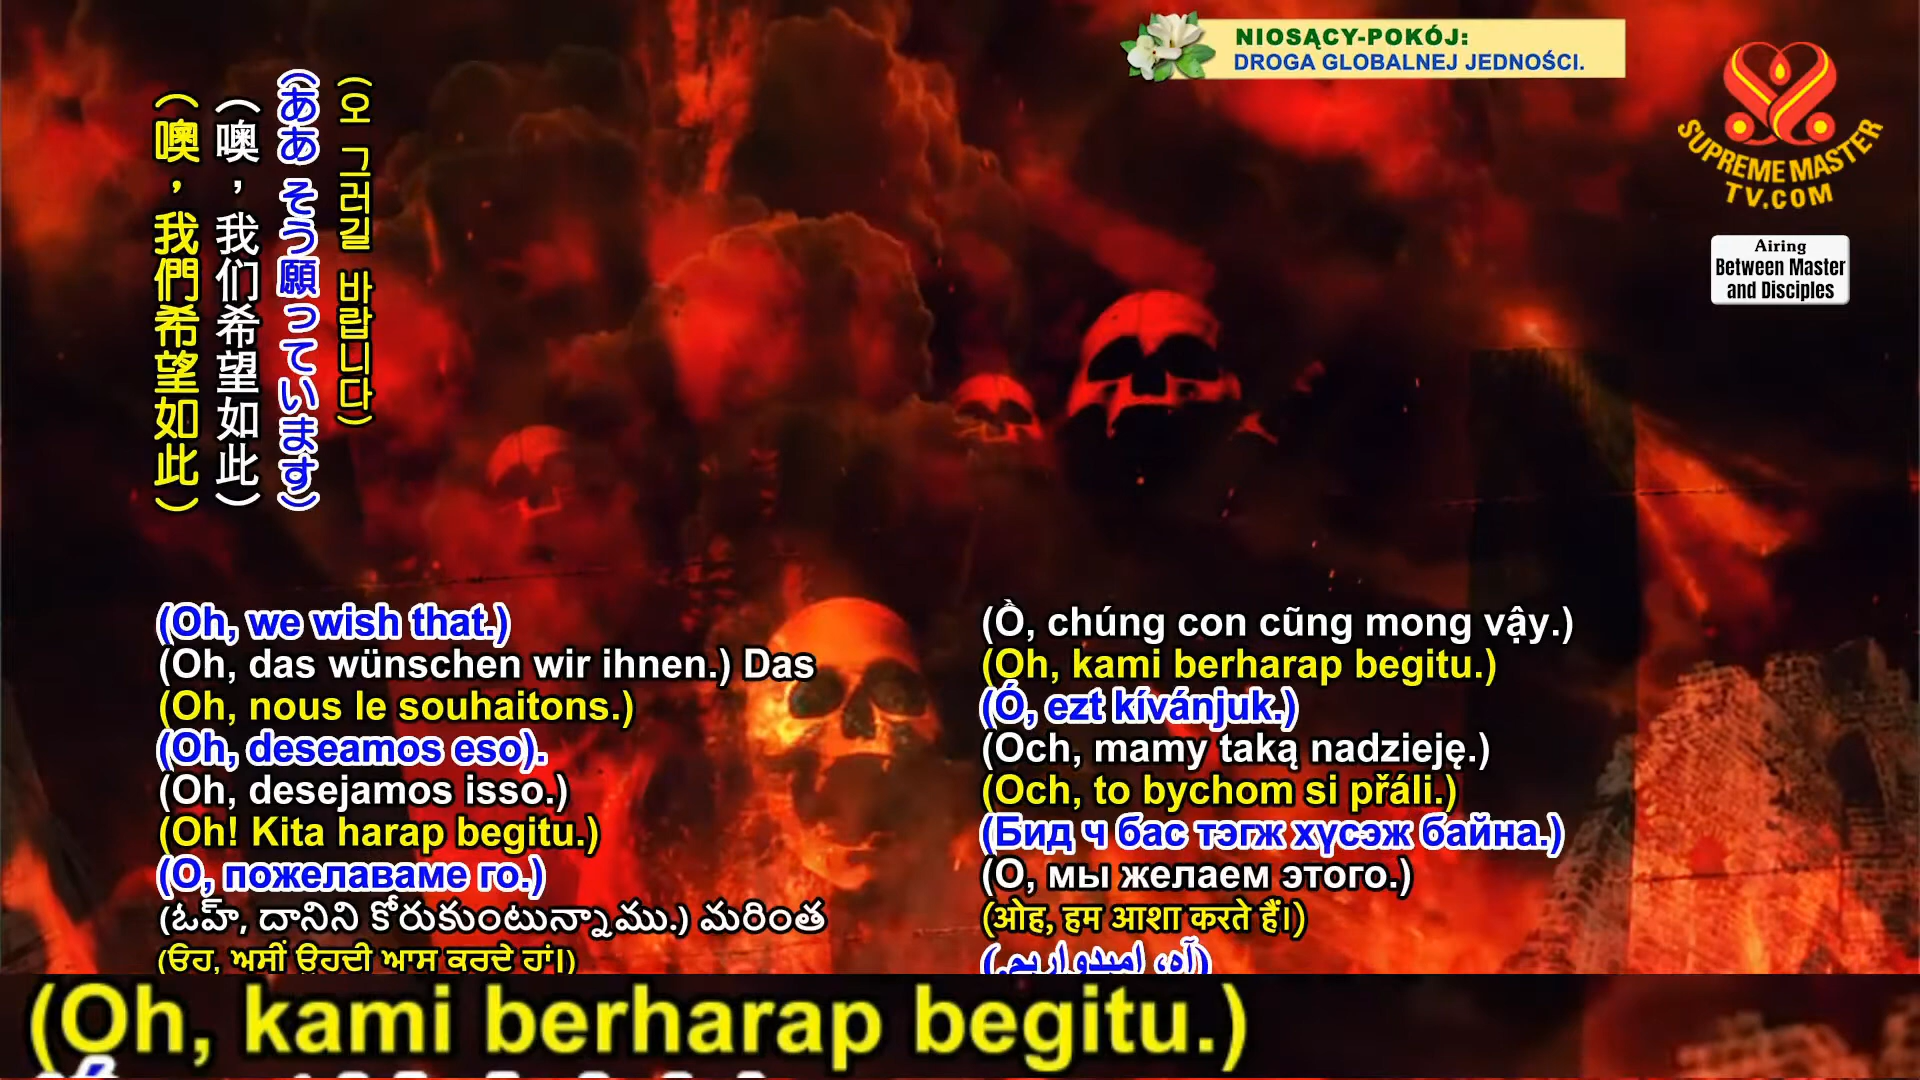 NIOSĄCY-POKÓJ:
DROGA GLOBALNEJ JEDNOŚCI.
SUPREME MASTER
TV.COM
Airing
Between Master
and Disciples
(오 그러길 바랍니다)
(ああ そう願っています)
(噢，我们希望如此)
(噢，我們希望如此)
(Oh, we wish that.)
(Oh, das wünschen wir ihnen.) Das
(Oh, nous le souhaitons.)
(Oh, deseamos eso).
(Oh, desejamos isso.)
(Oh! Kita harap begitu.)
(О, пожелаваме го.)
(ఓహ్, దానిని కోరుకుంటున్నాము.) మరింత
(ਓਹ, ਅਸੀਂ ਉਹਦੀ ਆਸ ਕਰਦੇ ਹਾਂ।)
(Ồ, chúng con cũng mong vậy.)
(Oh, kami berharap begitu.)
(Ó, ezt kívánjuk.)
(Och, mamy taką nadzieję.)
(Och, to bychom si přáli.)
(Бид ч бас тэгж хүсэж байна.)
(О, мы желаем этого.)
(ओह, हम आशा करते हैं।)
(آه، امیدواریم.)
(Oh, kami berharap begitu.)